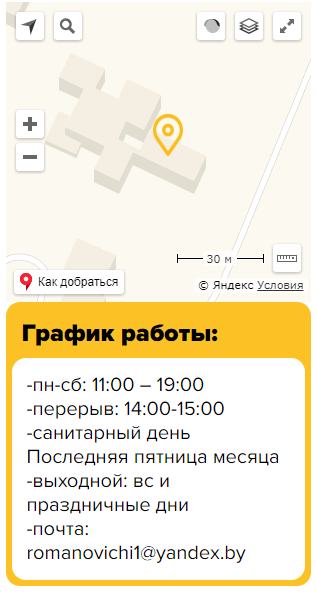 30 м
Как добраться
© Яндекс Условия
График работы:
-пн-сб: 11:00 – 19:00
-перерыв: 14:00-15:00
-санитарный день
Последняя пятница месяца
-выходной: вс и
праздничные дни
-почта:
romanovichi1@yandex.by